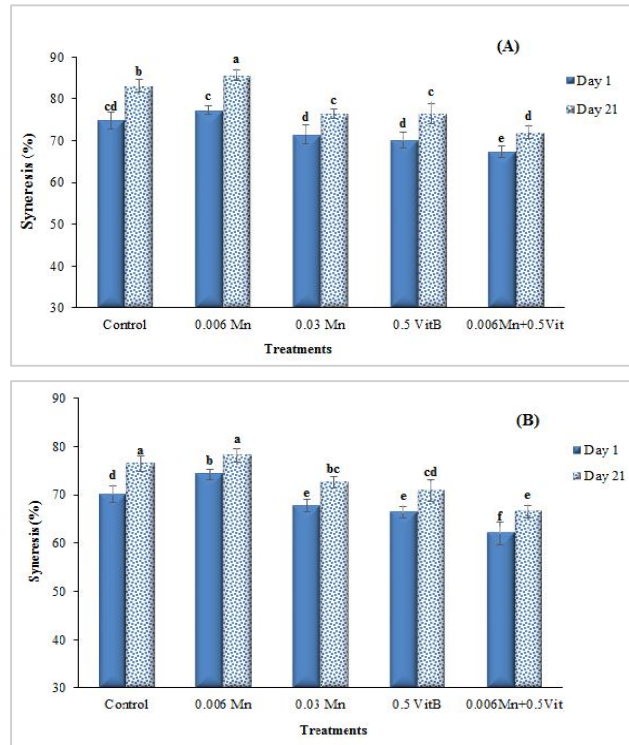 (A)
90
80
70
60
50
40
30
Syneresis (%)
cd b c a d c d c e d
Day 1
Day 21
Control 0.006 Mn 0.03 Mn 0.5 VitB 0.006Mn+0.5Vit
Treatments
(B)
90
80
70
60
50
40
30
Syneresis (%)
d a b a e bc e cd f e
Day 1
Day 21
Control 0.006 Mn 0.03 Mn 0.5 VitB 0.006Mn+0.5Vit
Treatments